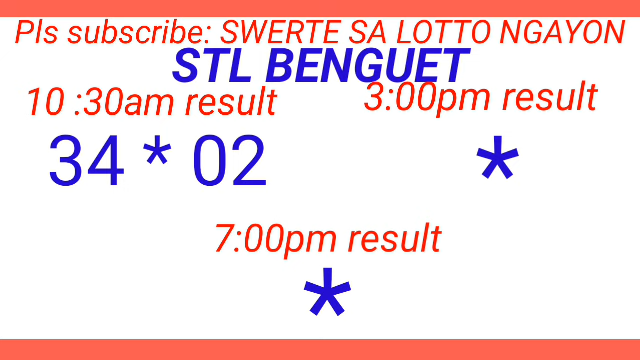 Pls subscribe: SWERTE SA LOTTO NGAYON
STL BENGUET
10 :30am result
34 * 02
3:00pm result
*
7:00pm result
*